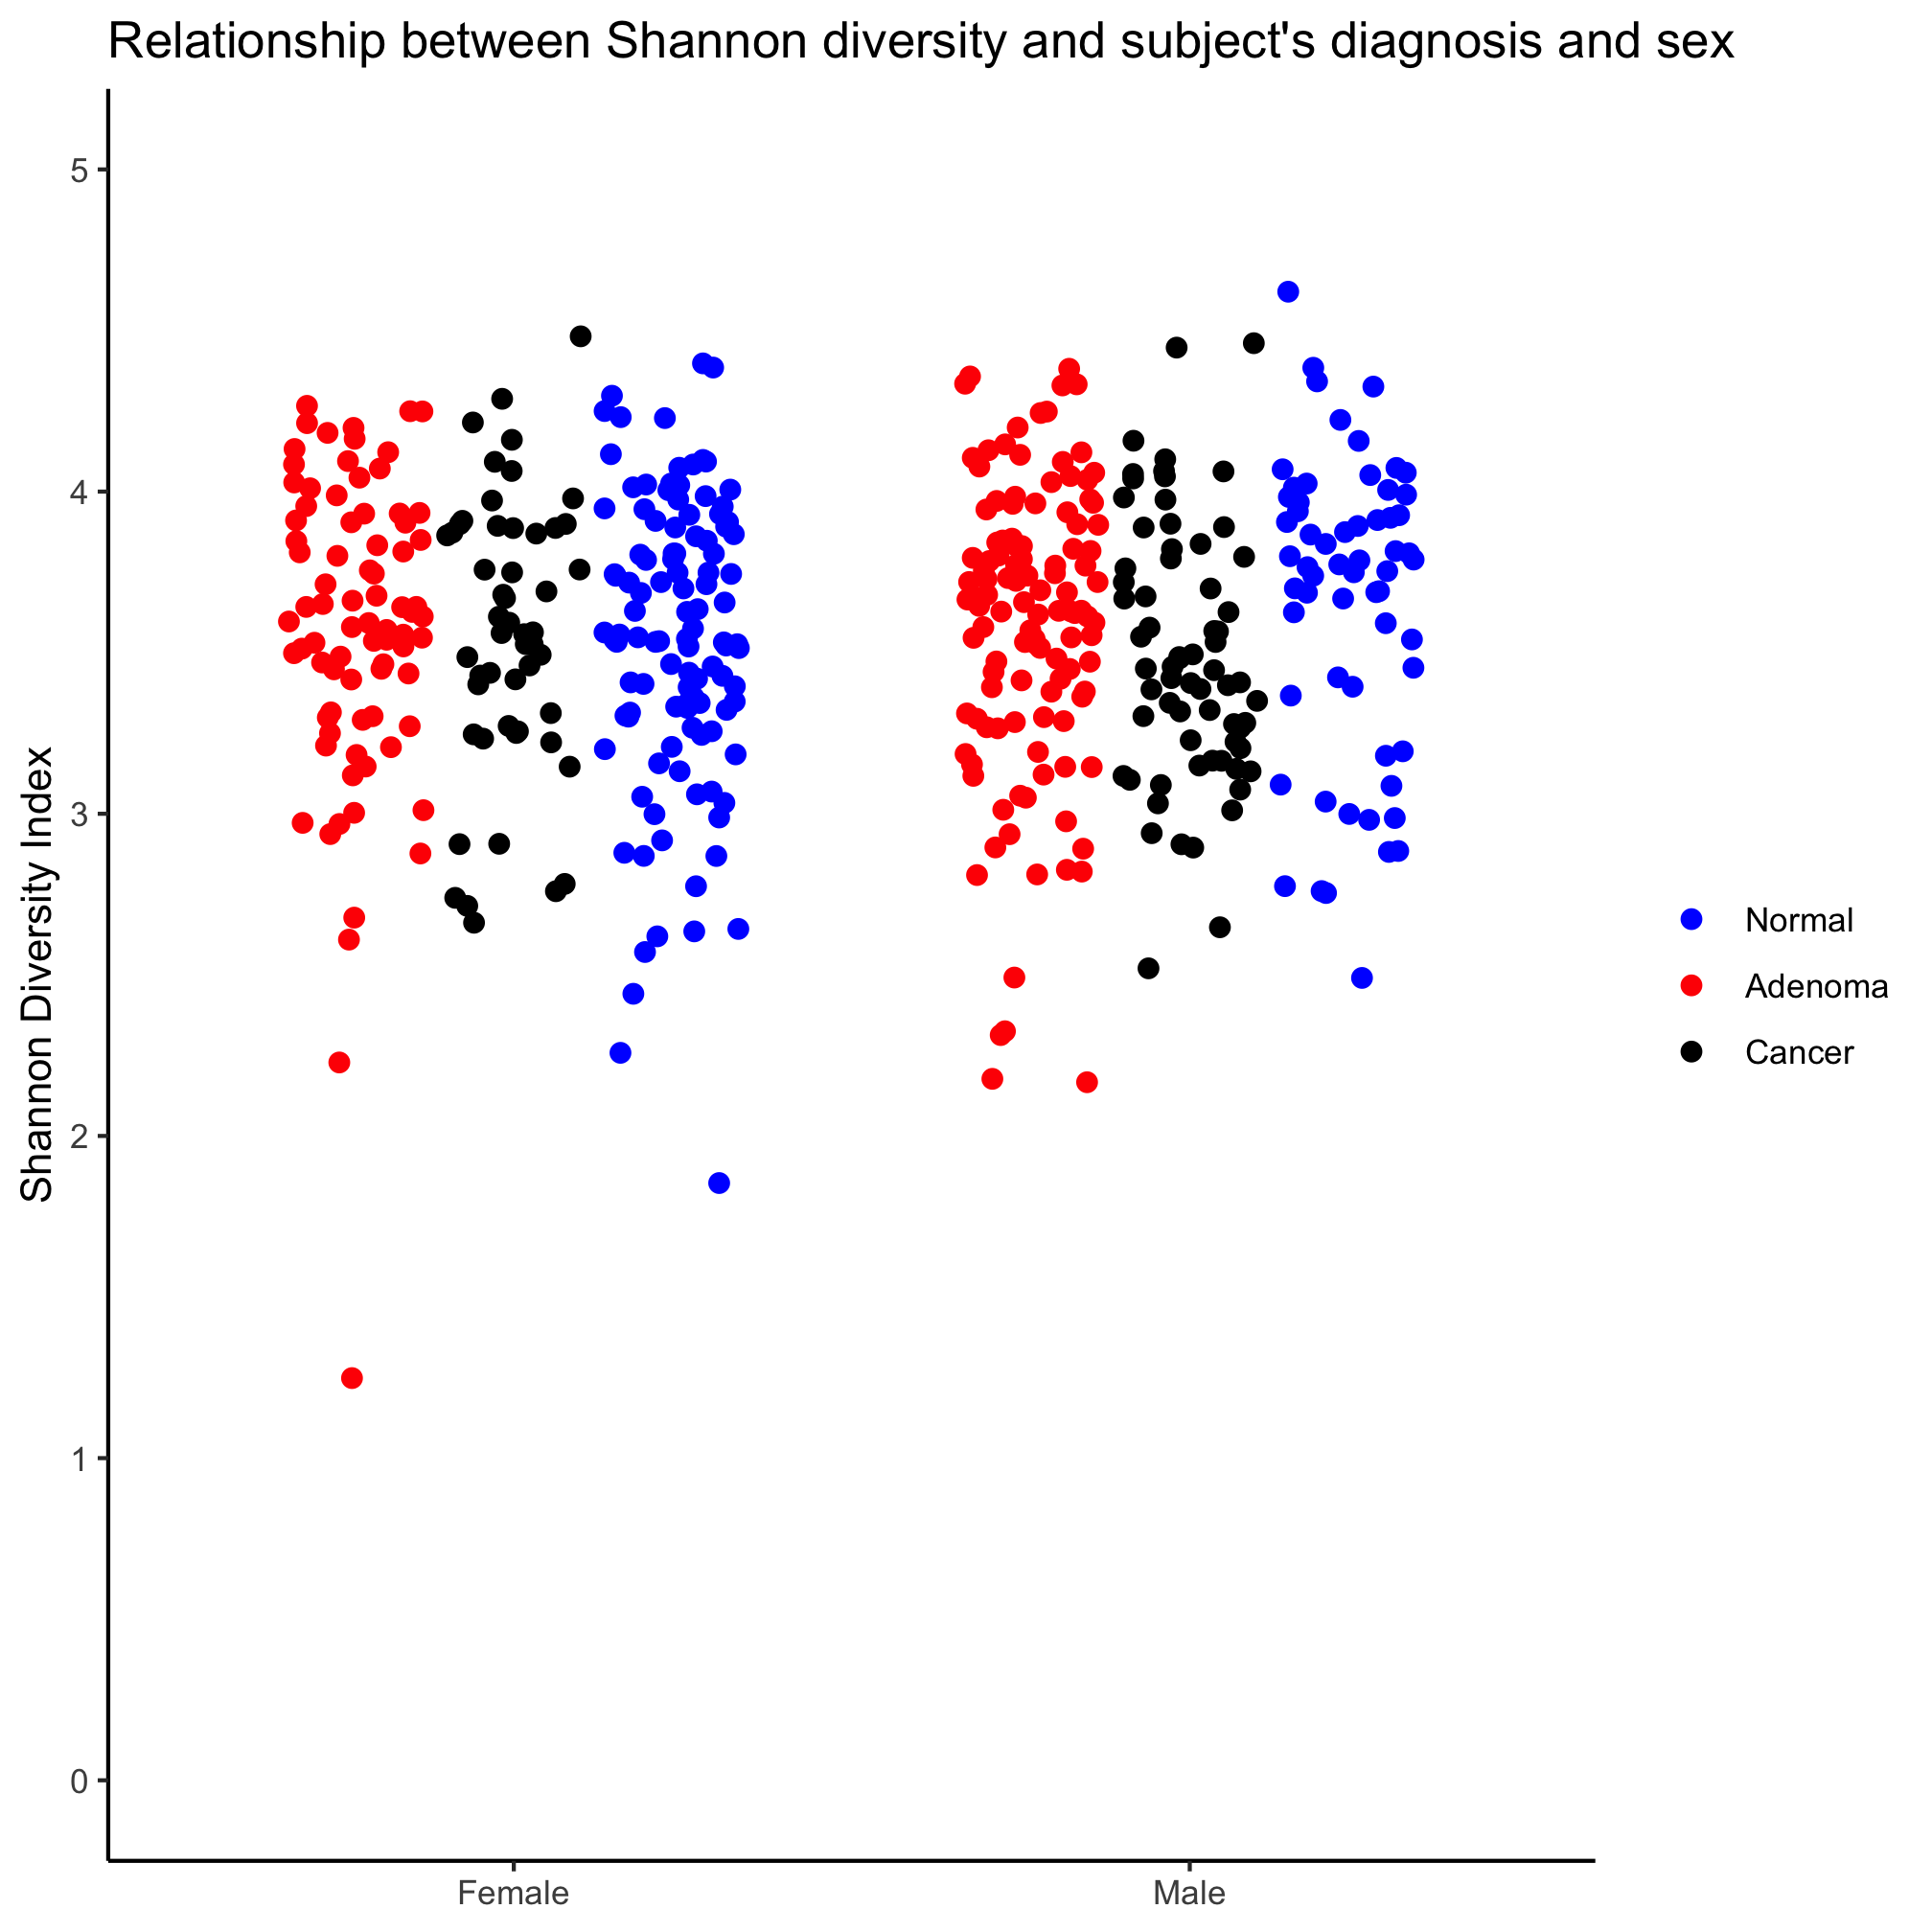 Relationship between Shannon diversity and subject's diagnosis and sex
Shannon Diversity Index
5
4
3
2
1
0
Female
Male
Normal
Adenoma
Cancer